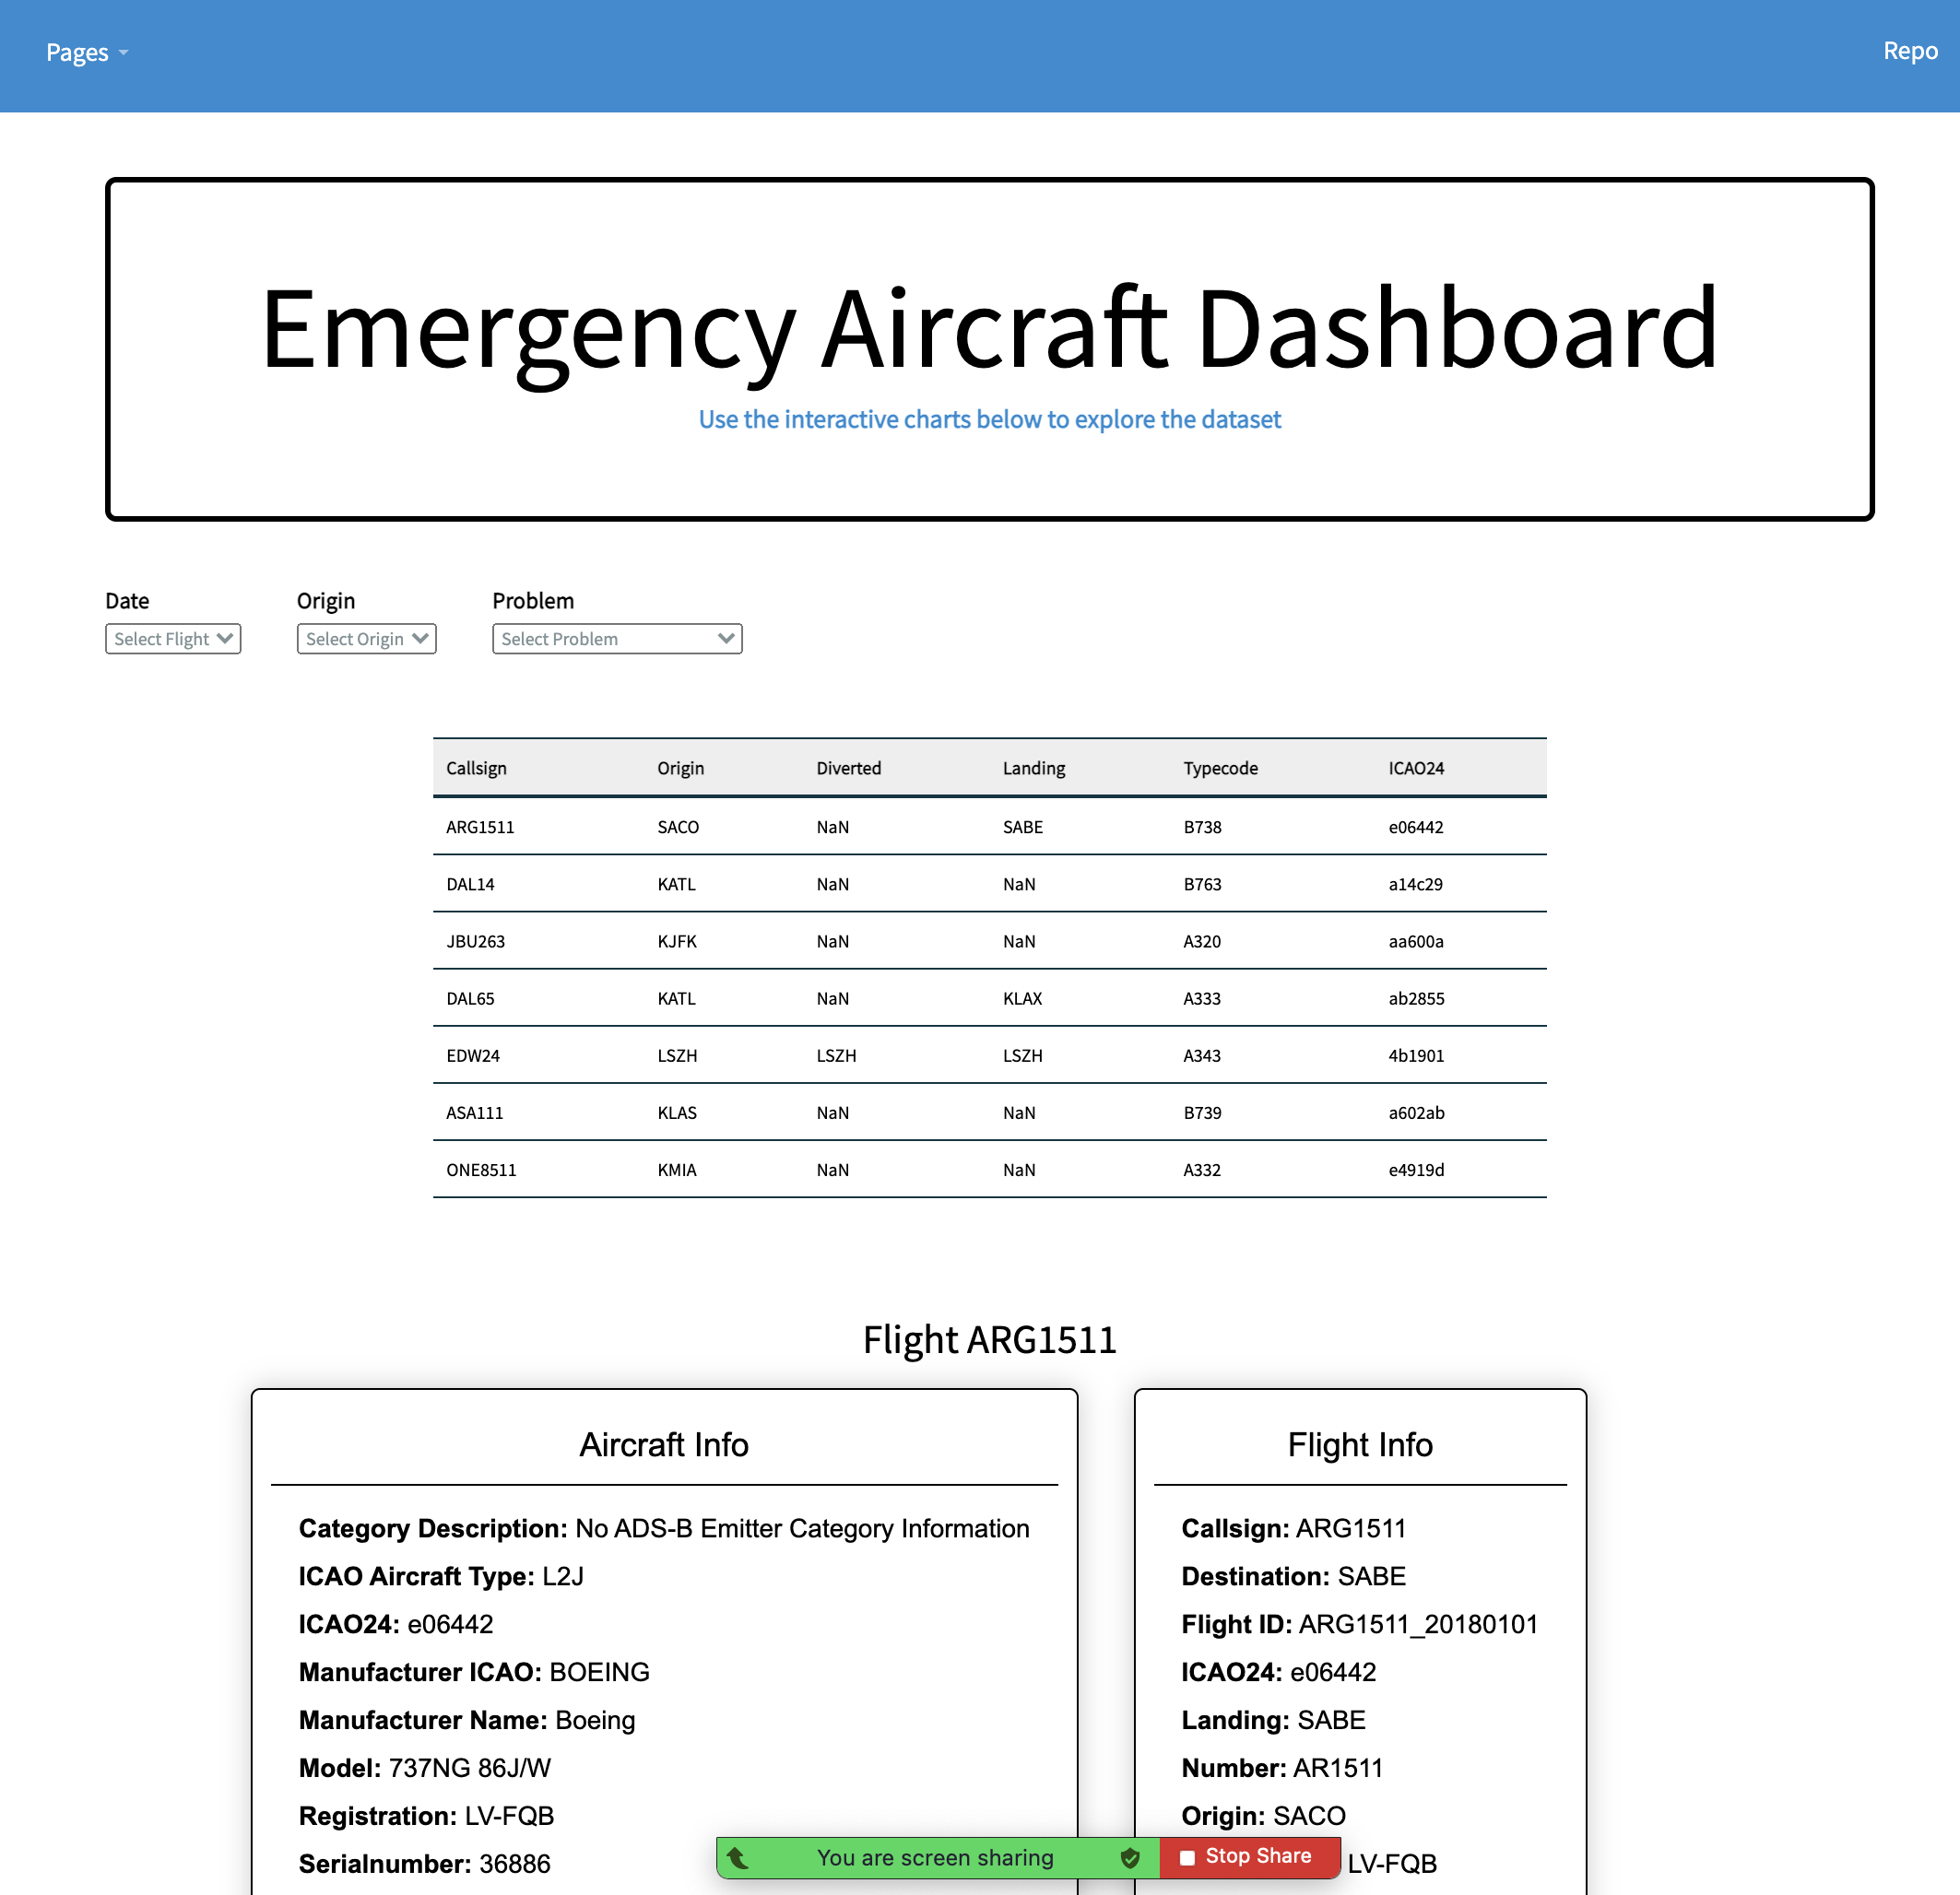 Pages
Repo
Emergency Aircraft Dashboard
Use the interactive charts below to explore the dataset
Date Origin Problem
Select Flight Select Origin Select Problem
Callsign Origin Diverted Landing Typecode ICAO24
ARG1511 SACO NaN SABE B738 e06442
DAL14 KATL NaN NaN B763 a14c29
JBU263 KJFK NaN NaN A320 aa600a
DAL65 KATL NaN KLAX A333 ab2855
EDW24 LSZH LSZH LSZH A343 4b1901
ASA111 KLAS NaN NaN B739 a602ab
ONE8511 KMIA NaN NaN A332 e4919d
Flight ARG1511
Aircraft Info
Category Description: No ADS-B Emitter Category Information
ICAO Aircraft Type: L2J
ICAO24: e06442
Manufacturer ICAO: BOEING
Manufacturer Name: Boeing
Model: 737NG 86J/W
Registration: LV-FQB
Serialnumber: 36886
Flight Info
Callsign: ARG1511
Destination: SABE
Flight ID: ARG1511_20180101
ICAO24: e06442
Landing: SABE
Number: AR1511
Origin: SACO
LV-FQB
You are screen sharing
Stop Share